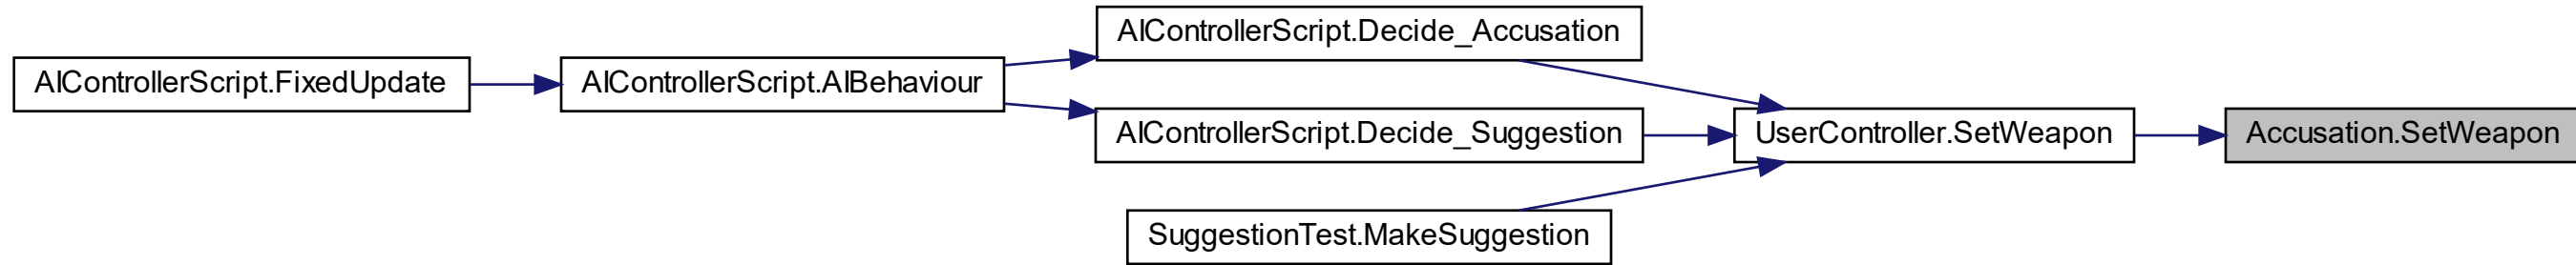 AIControllerScript.FixedUpdate
AIControllerScript.AIBehaviour
AIControllerScript.Decide_Accusation
AIControllerScript.Decide_Suggestion
SuggestionTest.MakeSuggestion
UserController.SetWeapon
Accusation.SetWeapon